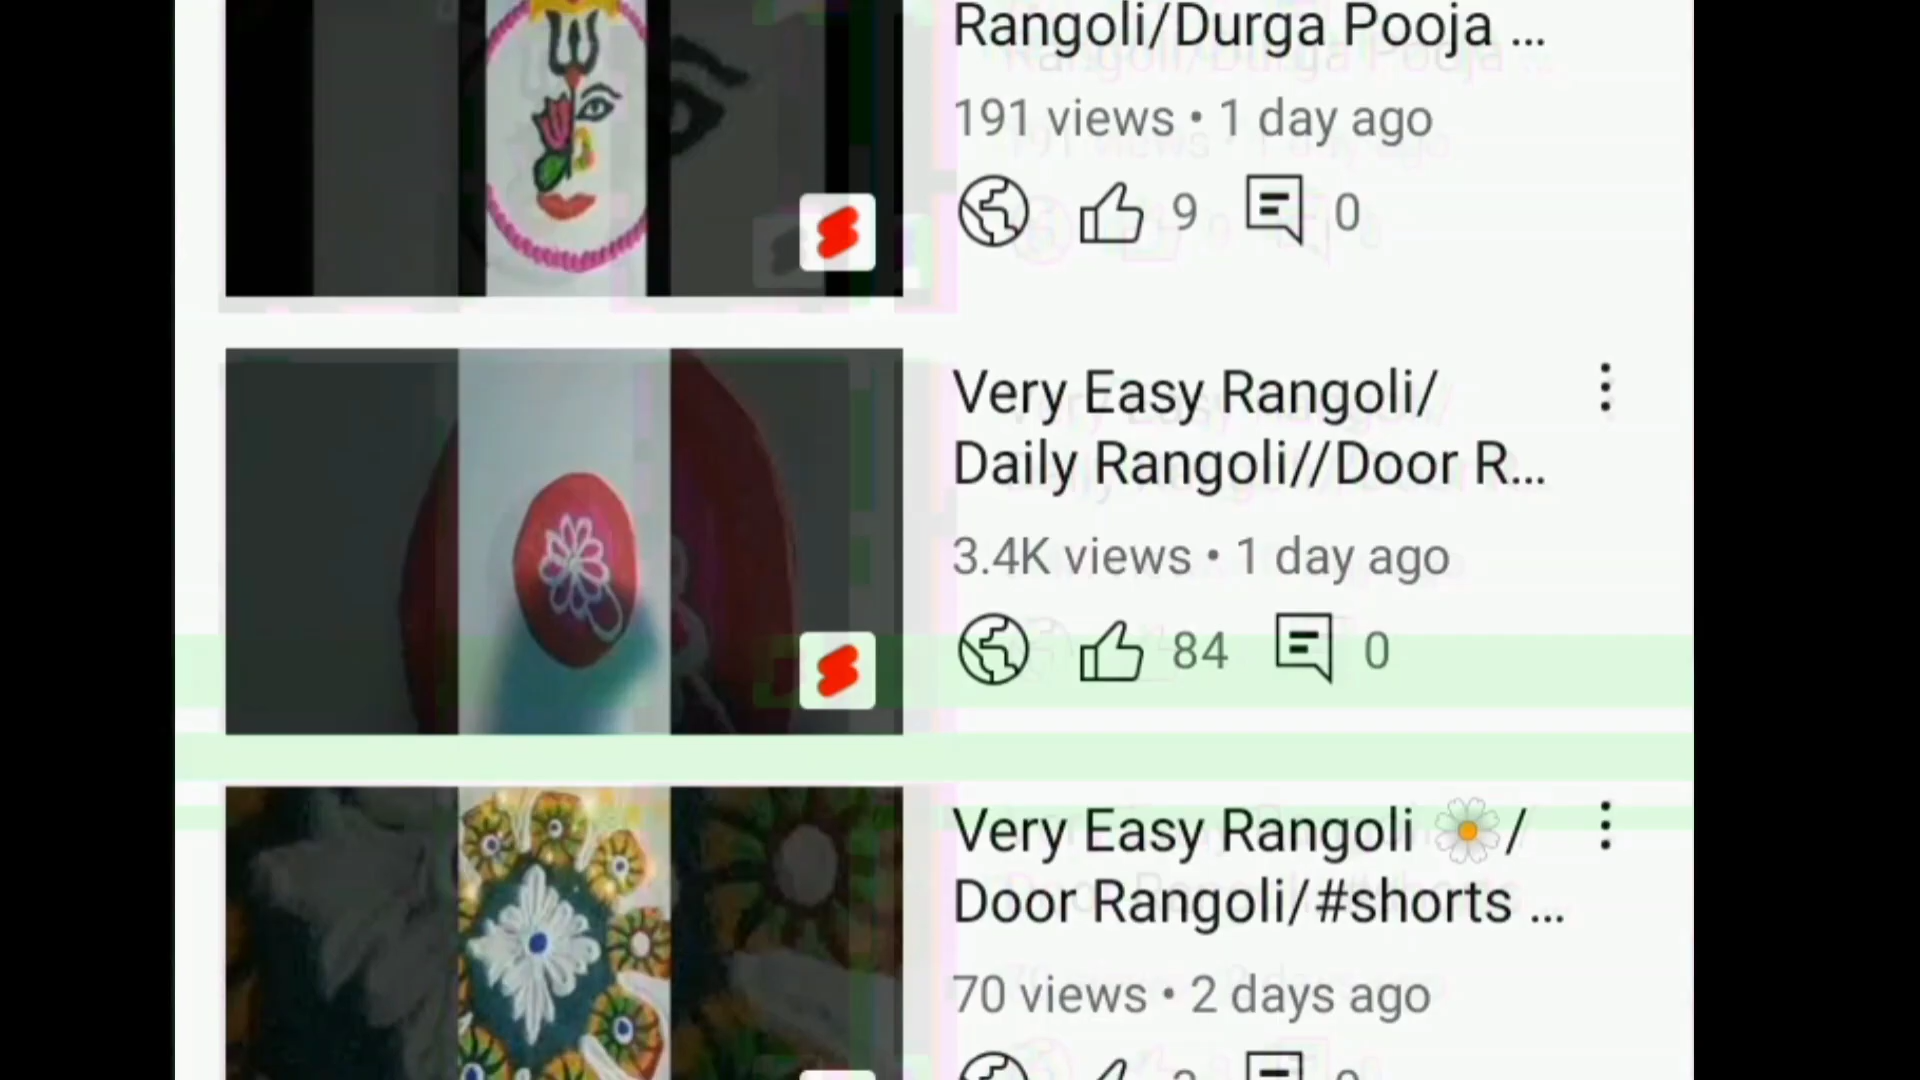 Rangoli/Durga Pooja ...
191 views • 1 day ago
9 0
Very Easy Rangoli/
Daily Rangoli//Door R...
3.4K views • 1 day ago
84 0
Very Easy Rangoli 🌼/
Door Rangoli/#shorts ...
70 views • 2 days ago